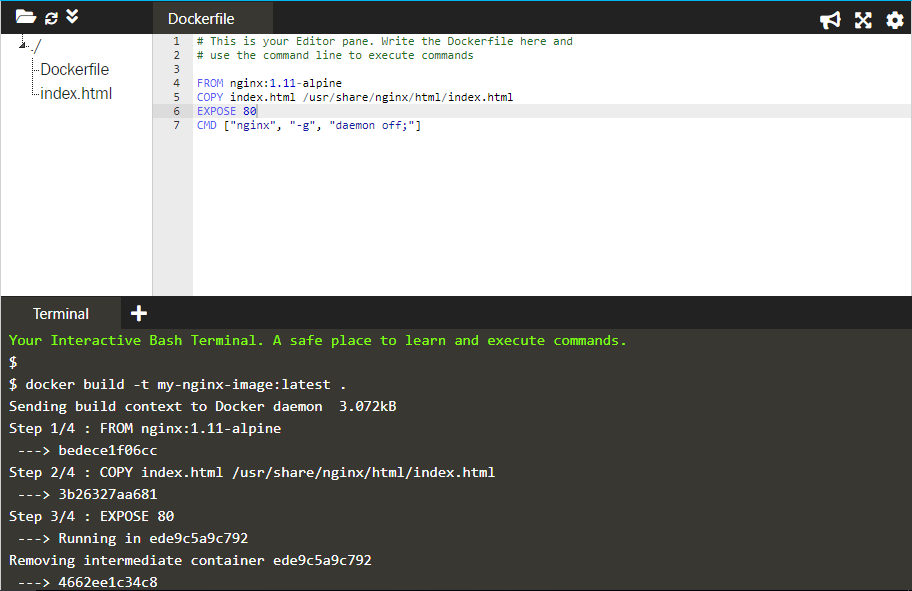 Dockerfile
./
Dockerfile
index.html
1 # This is your Editor pane. Write the Dockerfile here and
2 # use the command line to execute commands
3
4 FROM nginx:1.11-alpine
5 COPY index.html /usr/share/nginx/html/index.html
6 EXPOSE 80
7 CMD ["nginx", "-g", "daemon off;"]
Terminal
Your Interactive Bash Terminal. A safe place to learn and execute commands.
$
$ docker build -t my-nginx-image:latest .
Sending build context to Docker daemon  3.072kB
Step 1/4 : FROM nginx:1.11-alpine
 ---> bedece1f06cc
Step 2/4 : COPY index.html /usr/share/nginx/html/index.html
 ---> 3b26327aa681
Step 3/4 : EXPOSE 80
 ---> Running in ede9c5a9c792
Removing intermediate container ede9c5a9c792
 ---> 4662ee1c34c8